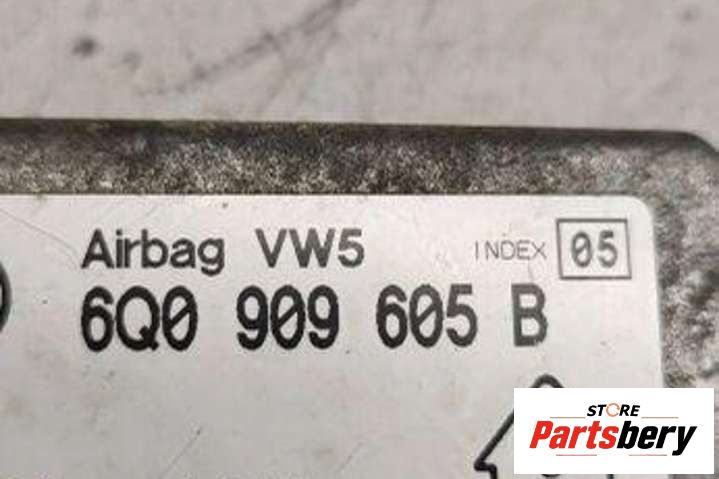 Airbag VW5 INDEX 05
6Q0 909 605 B
STORE
Partsbery